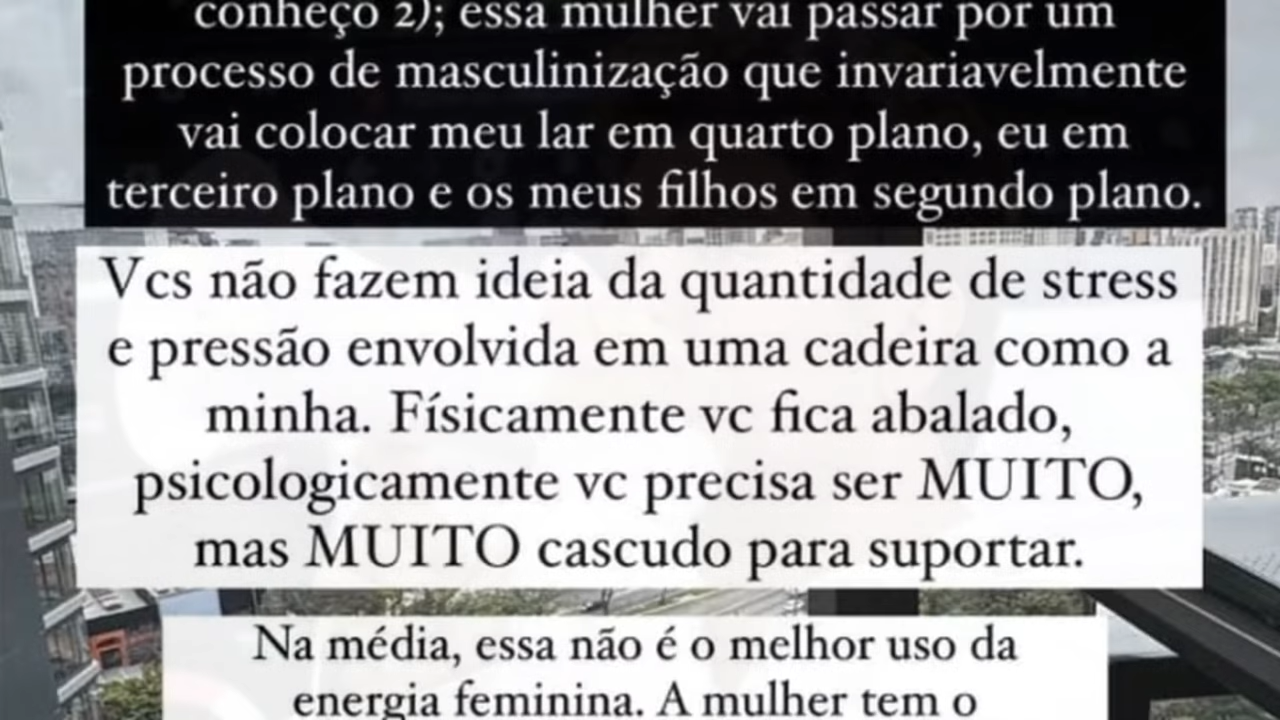 conheço 2); essa mulher vai passar por um
processo de masculinização que invariavelmente
vai colocar meu lar em quarto plano, eu em
terceiro plano e os meus filhos em segundo plano.
Vcs não fazem ideia da quantidade de stress
e pressão envolvida em uma cadeira como a
minha. Físicamente vc fica abalado,
psicologicamente vc precisa ser MUITO,
mas MUITO cascudo para suportar.
Na média, essa não é o melhor uso da
energia feminina. A mulher tem o